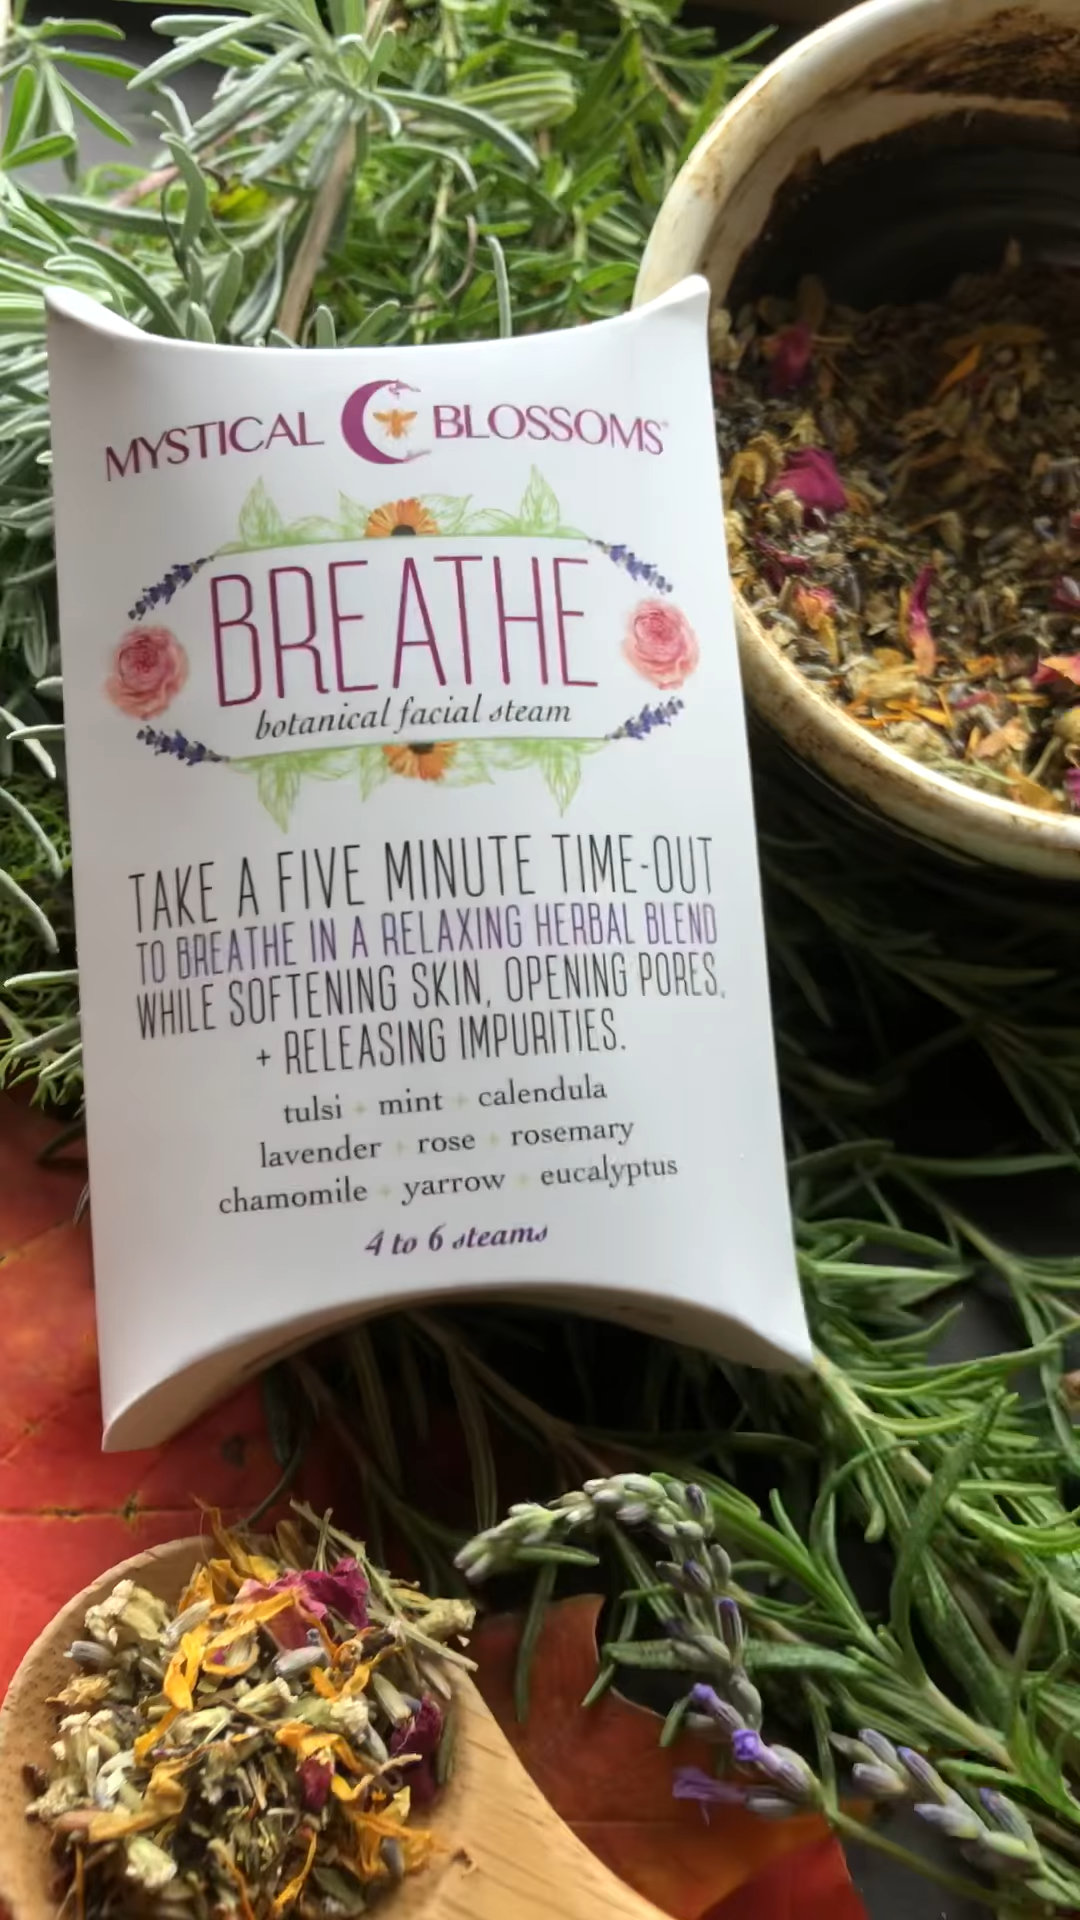 MYSTICAL BLOSSOMS
BREATHE
botanical facial steam
TAKE A FIVE MINUTE TIME-OUT
TO BREATHE IN A RELAXING HERBAL BLEND
WHILE SOFTENING SKIN, OPENING PORES,
+ RELEASING IMPURITIES.
tulsi + mint + calendula
lavender + rose + rosemary
chamomile + yarrow + eucalyptus
4 to 6 steams